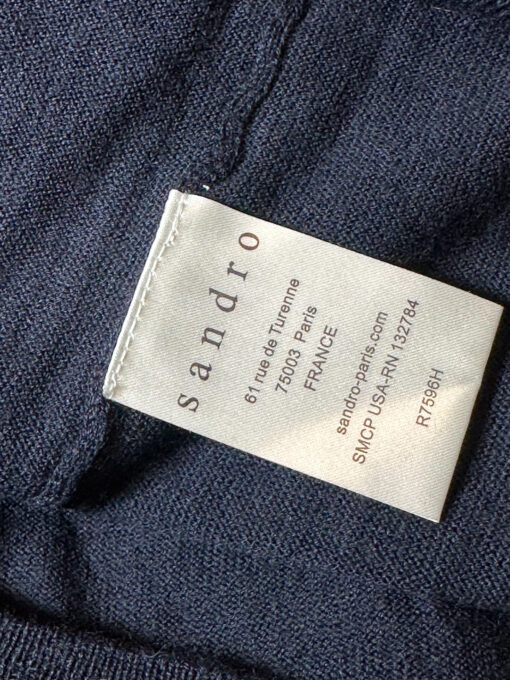 sandro
61 rue de Turenne
75003 Paris
FRANCE
sandro-paris.com
SMCP USA-RN 132784
R7596H